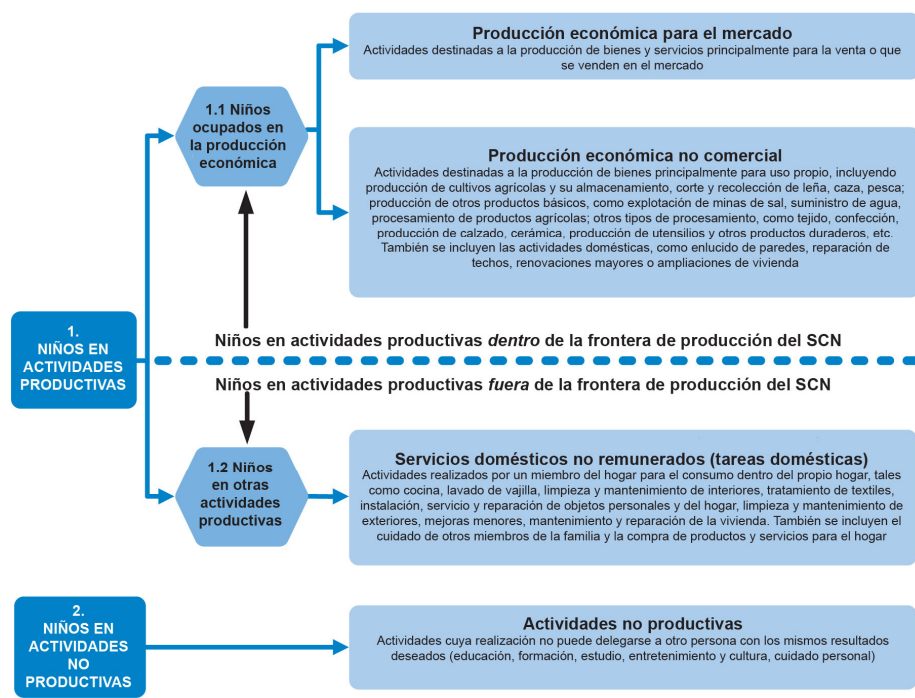 Producción económica para el mercado
Actividades destinadas a la producción de bienes y servicios principalmente para la venta o que
se venden en el mercado
1.1 Niños
ocupados en
la producción
económica
Producción económica no comercial
Actividades destinadas a la producción de bienes principalmente para uso propio, incluyendo
producción de cultivos agrícolas y su almacenamiento, corte y recolección de leña, caza, pesca;
producción de otros productos básicos, como explotación de minas de sal, suministro de agua,
procesamiento de productos agrícolas; otros tipos de procesamiento, como tejido, confección,
producción de calzado, cerámica, producción de utensilios y otros productos duraderos, etc.
También se incluyen las actividades domésticas, como enlucido de paredes, reparación de
techos, renovaciones mayores o ampliaciones de vivienda
1.
NIÑOS EN
ACTIVIDADES
PRODUCTIVAS
Niños en actividades productivas dentro de la frontera de producción del SCN
Niños en actividades productivas fuera de la frontera de producción del SCN
1.2 Niños
en otras
actividades
productivas
Servicios domésticos no remunerados (tareas domésticas)
Actividades realizados por un miembro del hogar para el consumo dentro del propio hogar, tales
como cocina, lavado de vajilla, limpieza y mantenimiento de interiores, tratamiento de textiles,
instalación, servicio y reparación de objetos personales y del hogar, limpieza y mantenimiento de
exteriores, mejoras menores, mantenimiento y reparación de la vivienda. También se incluyen el
cuidado de otros miembros de la familia y la compra de productos y servicios para el hogar
2.
NIÑOS EN
ACTIVIDADES
NO
PRODUCTIVAS
Actividades no productivas
Actividades cuya realización no puede delegarse a otro persona con los mismos resultados
deseados (educación, formación, estudio, entretenimiento y cultura, cuidado personal)